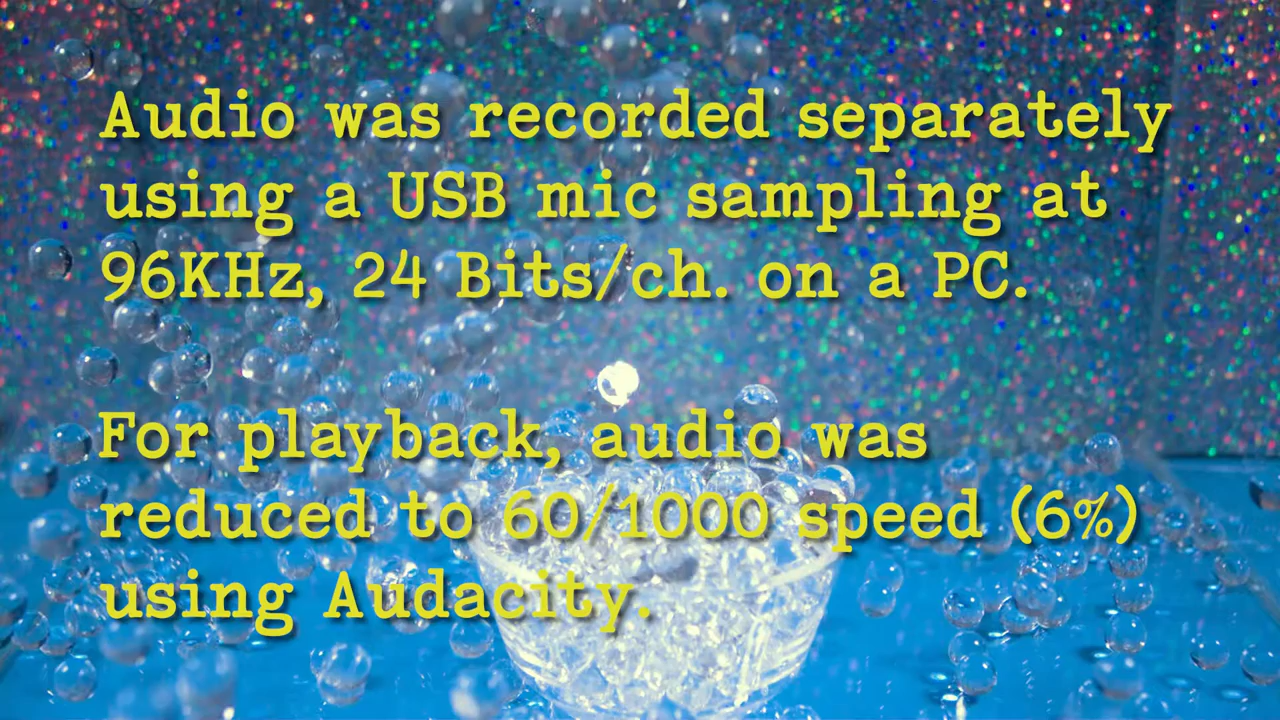 Audio was recorded separately
using a USB mic sampling at
96KHz, 24 Bits/ch. on a PC.
For playback, audio was
reduced to 60/1000 speed (6%)
using Audacity.